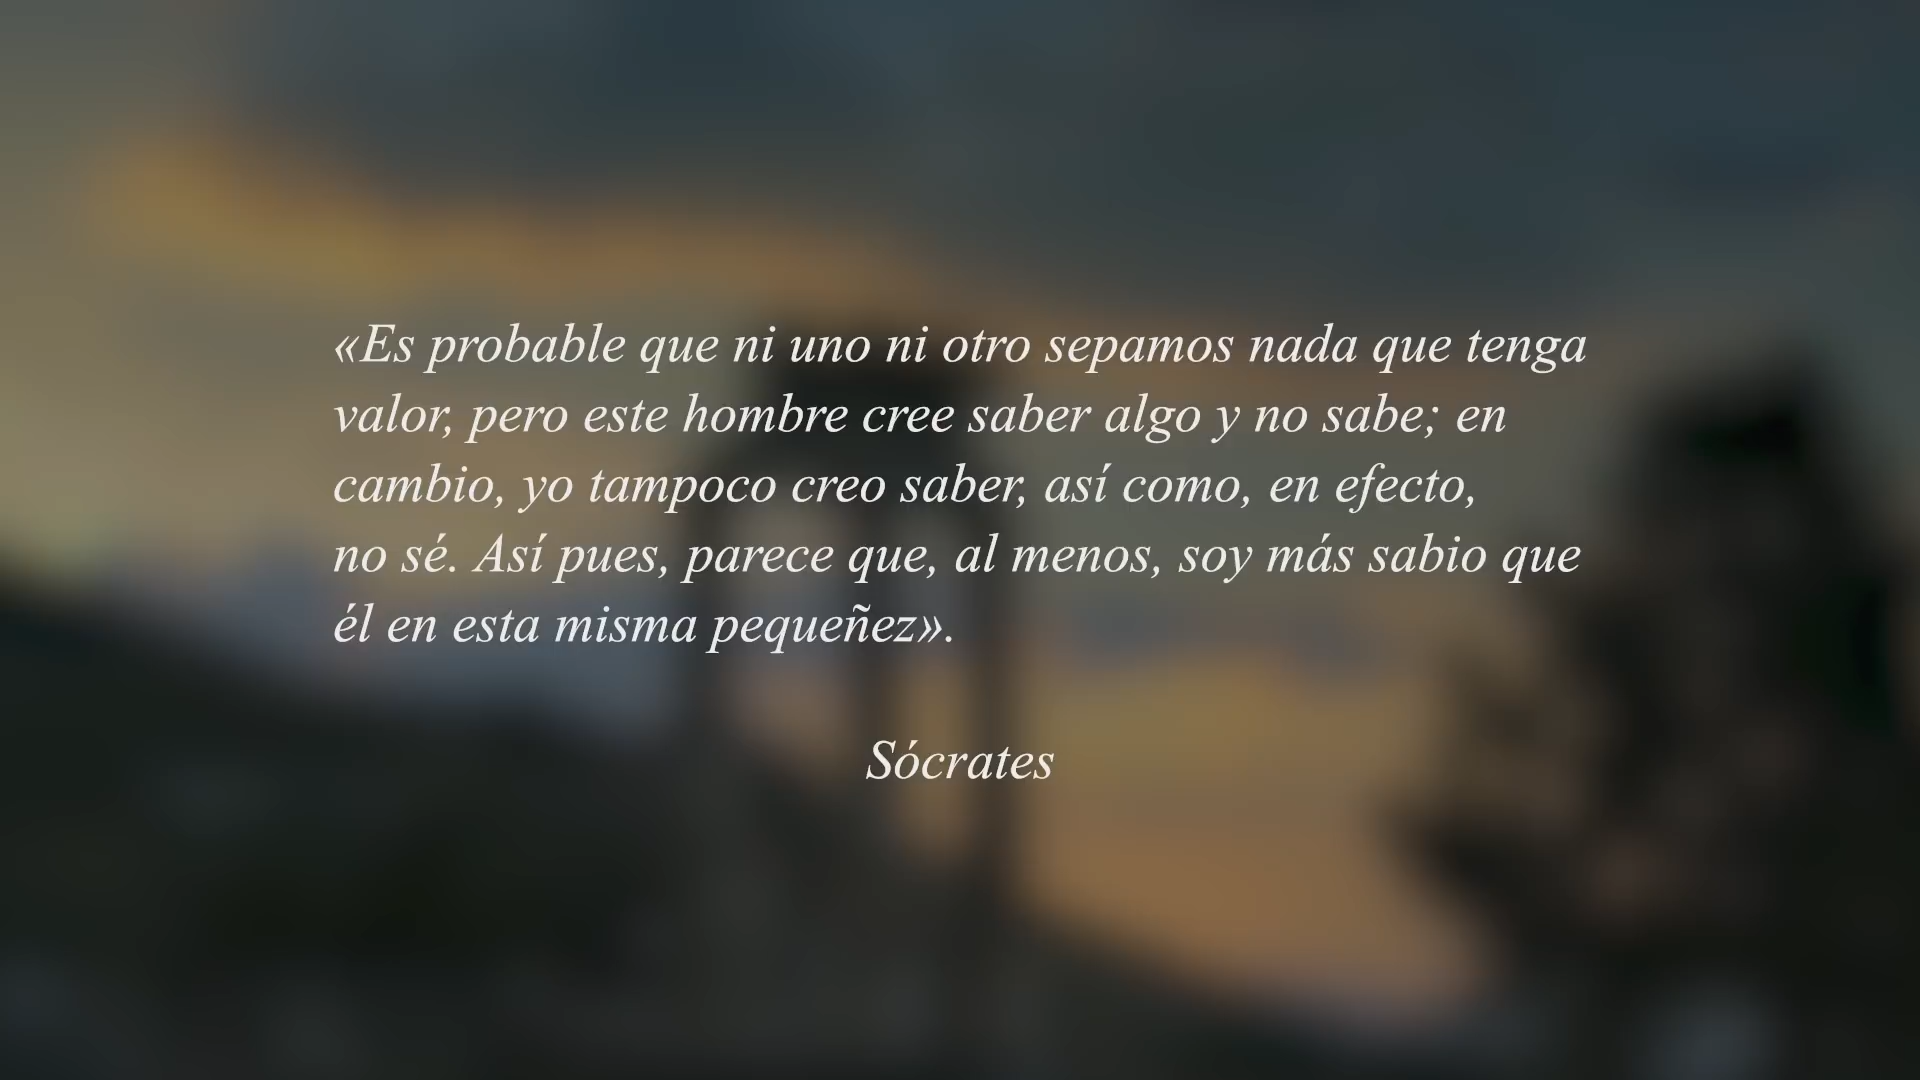 «Es probable que ni uno ni otro sepamos nada que tenga
valor, pero este hombre cree saber algo y no sabe; en
cambio, yo tampoco creo saber, así como, en efecto,
no sé. Así pues, parece que, al menos, soy más sabio que
él en esta misma pequeñez».
Sócrates